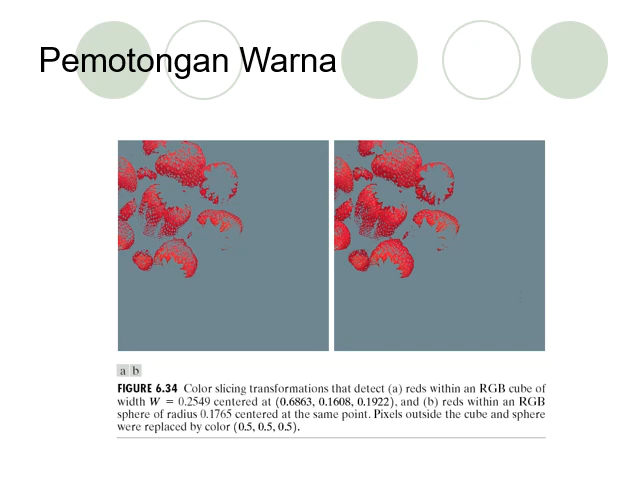 Pemotongan Warna
a b
FIGURE 6.34 Color slicing transformations that detect (a) reds within an RGB cube of
width W = 0.2549 centered at (0.6863, 0.1608, 0.1922), and (b) reds within an RGB
sphere of radius 0.1765 centered at the same point. Pixels outside the cube and sphere
were replaced by color (0.5, 0.5, 0.5).